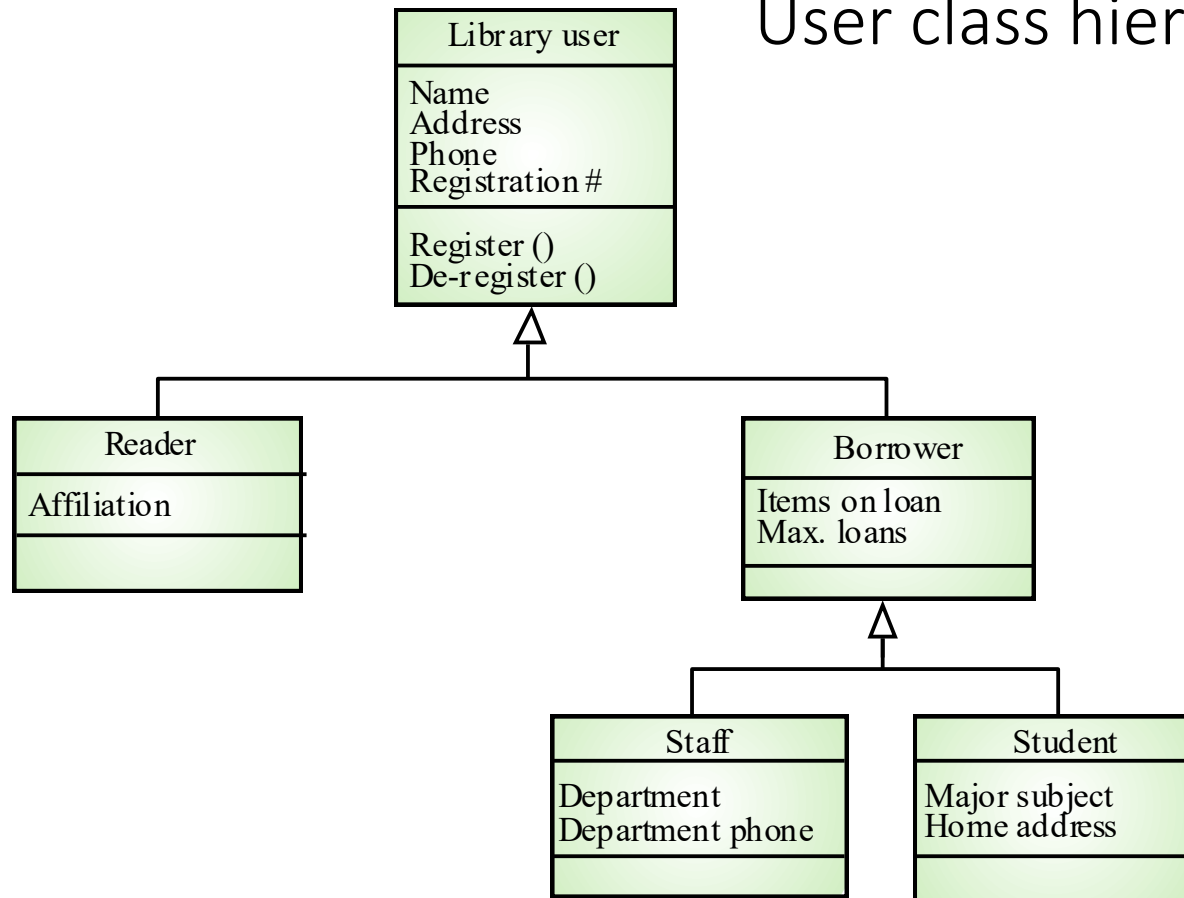 User class hier
Library user
Name
Address
Phone
Registration #
Register ()
De-register ()
Reader
Affiliation
Borrower
Items on loan
Max. loans
Staff
Department
Department phone
Student
Major subject
Home address